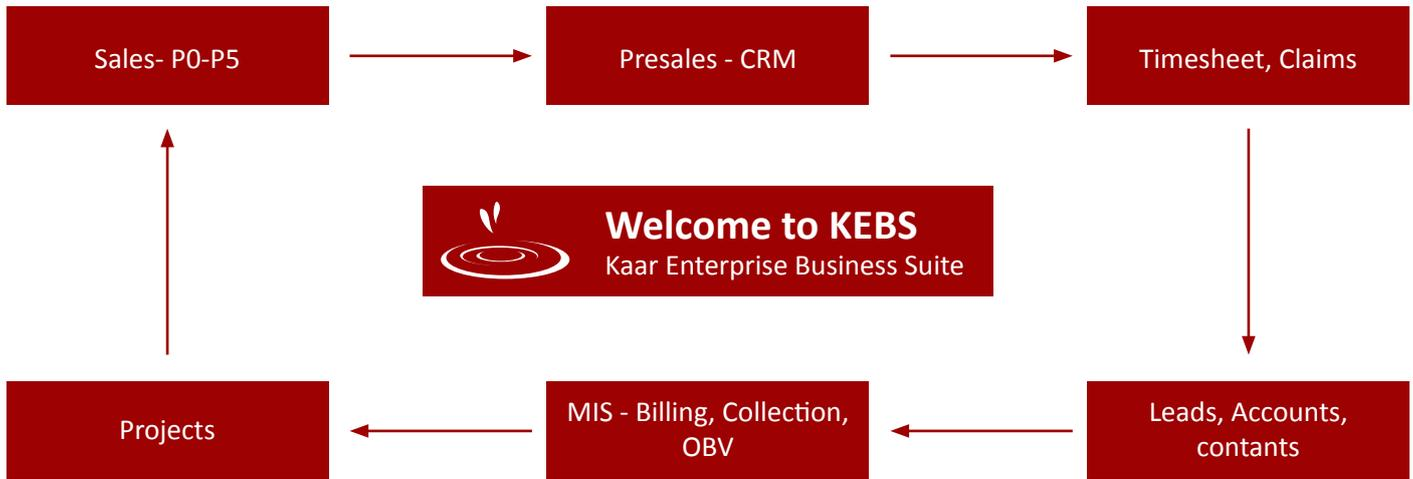 Sales- P0-P5
Presales - CRM
Timesheet, Claims
Welcome to KEBS
Kaar Enterprise Business Suite
Projects
MIS - Billing, Collection,
OBV
Leads, Accounts,
contants